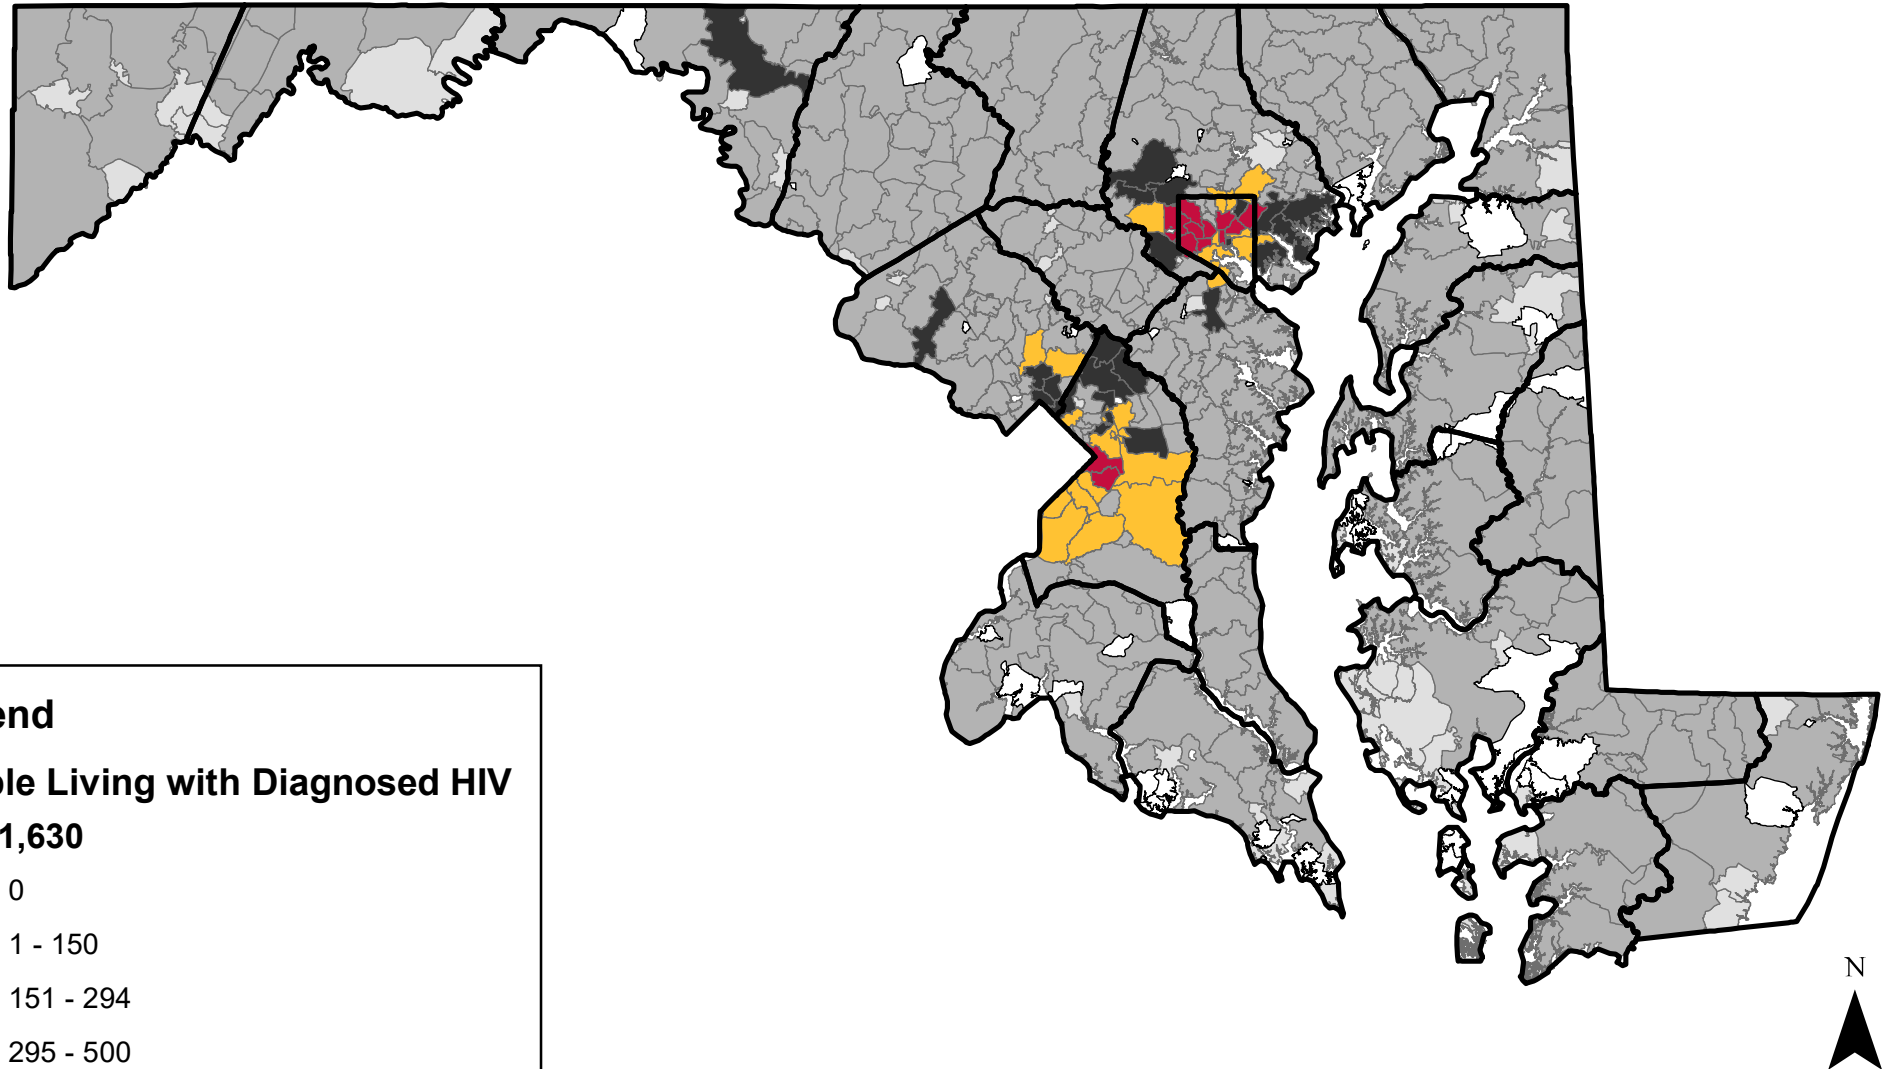 end
ple Living with Diagnosed HIV
1,630
0
1 - 150
151 - 294
295 - 500
N